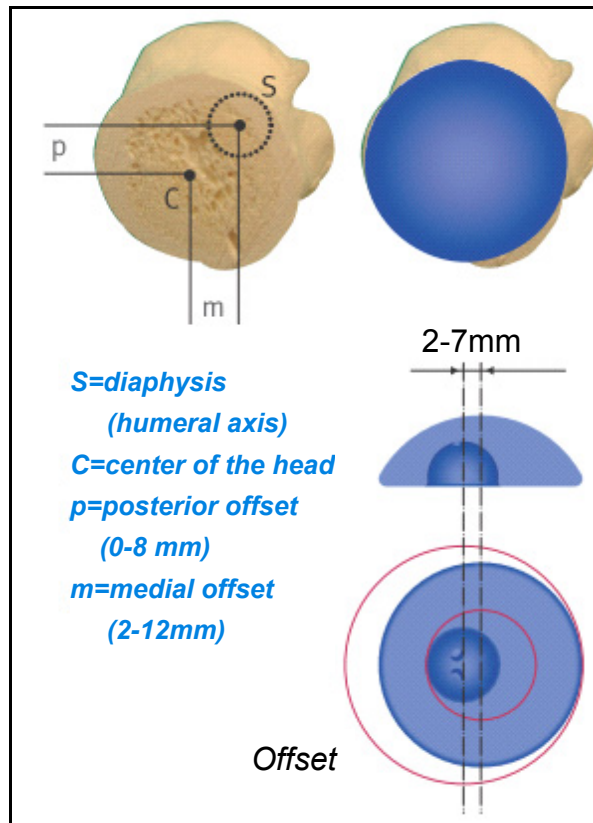 S
p
C
m
2-7mm
S=diaphysis
(humeral axis)
C=center of the head
p=posterior offset
(0-8 mm)
m=medial offset
(2-12mm)
Offset